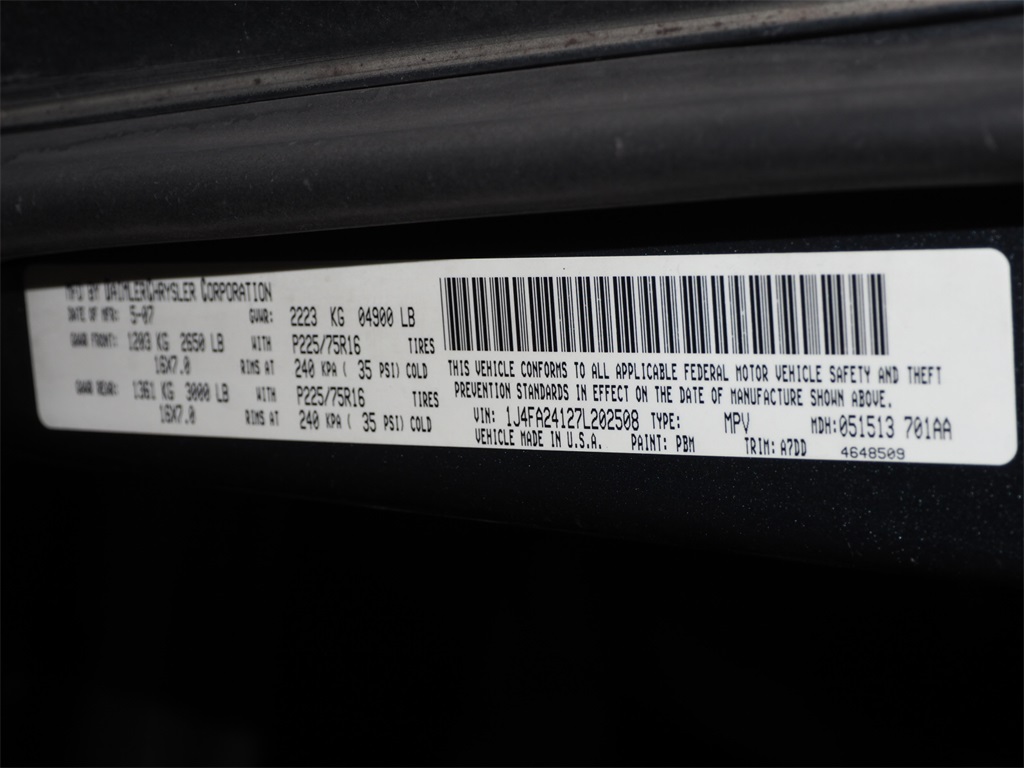 MFD BY DAIMLERCHRYSLER CORPORATION
DATE OF MFR: 5-07 GVWR: 2223 KG 04900 LB
GAWR FRONT: 1203 KG 2650 LB WITH P225/75R16 TIRES
16X7.0 RIMS AT 240 KPA ( 35 PSI) COLD
GAWR REAR: 1361 KG 3000 LB WITH P225/75R16 TIRES
16X7.0 RIMS AT 240 KPA ( 35 PSI) COLD
THIS VEHICLE CONFORMS TO ALL APPLICABLE FEDERAL MOTOR VEHICLE SAFETY AND THEFT
PREVENTION STANDARDS IN EFFECT ON THE DATE OF MANUFACTURE SHOWN ABOVE.
VIN: 1J4FA24127L202508 TYPE: MPV MDH: 051513 701AA
VEHICLE MADE IN U.S.A. PAINT: PBM TRIM: A7DD 4648509